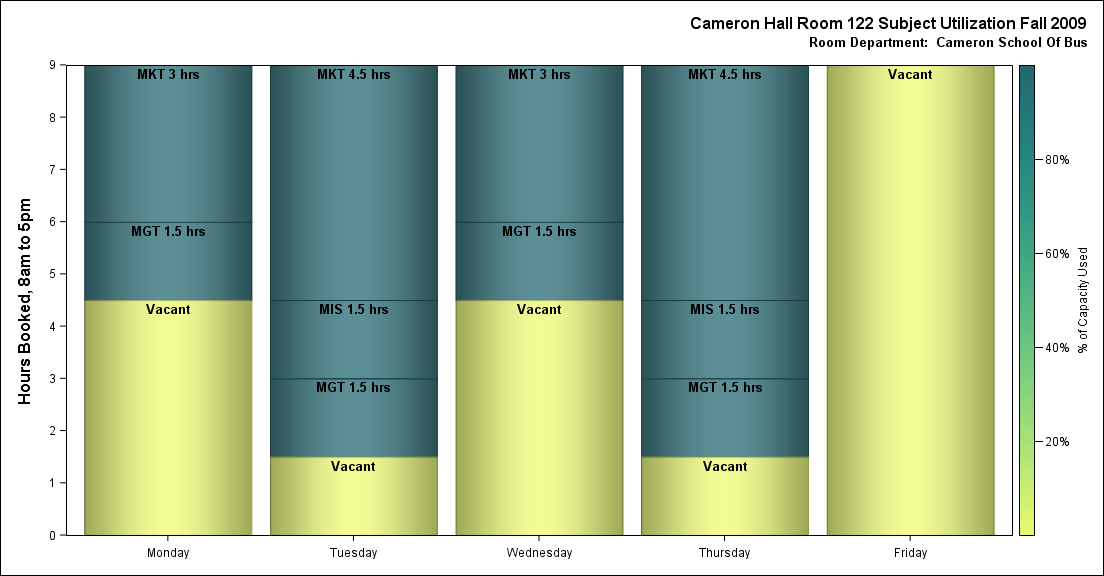 Cameron Hall Room 122 Subject Utilization Fall 2009
Room Department:  Cameron School Of Bus
Hours Booked, 8am to 5pm
9
8
7
6
5
4
3
2
1
0
MKT 3 hrs
MGT 1.5 hrs
Vacant
MKT 4.5 hrs
MIS 1.5 hrs
MGT 1.5 hrs
Vacant
MKT 3 hrs
MGT 1.5 hrs
Vacant
MKT 4.5 hrs
MIS 1.5 hrs
MGT 1.5 hrs
Vacant
Vacant
Monday
Tuesday
Wednesday
Thursday
Friday
80%
60%
40%
20%
% of Capacity Used